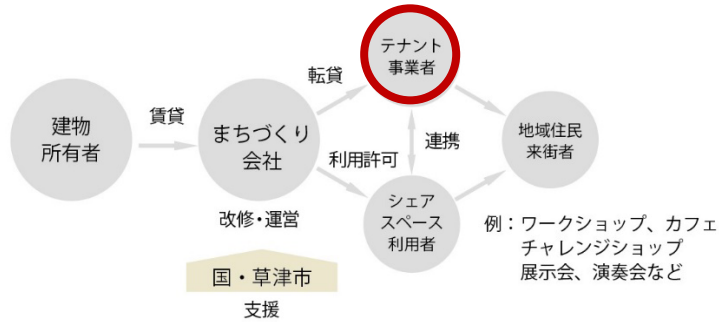 建物
所有者
賃貸
まちづくり
会社
改修・運営
国・草津市
支援
転貸
利用許可
テナント
事業者
連携
シェア
スペース
利用者
地域住民
来街者
例：ワークショップ、カフェ
チャレンジショップ
展示会、演奏会など